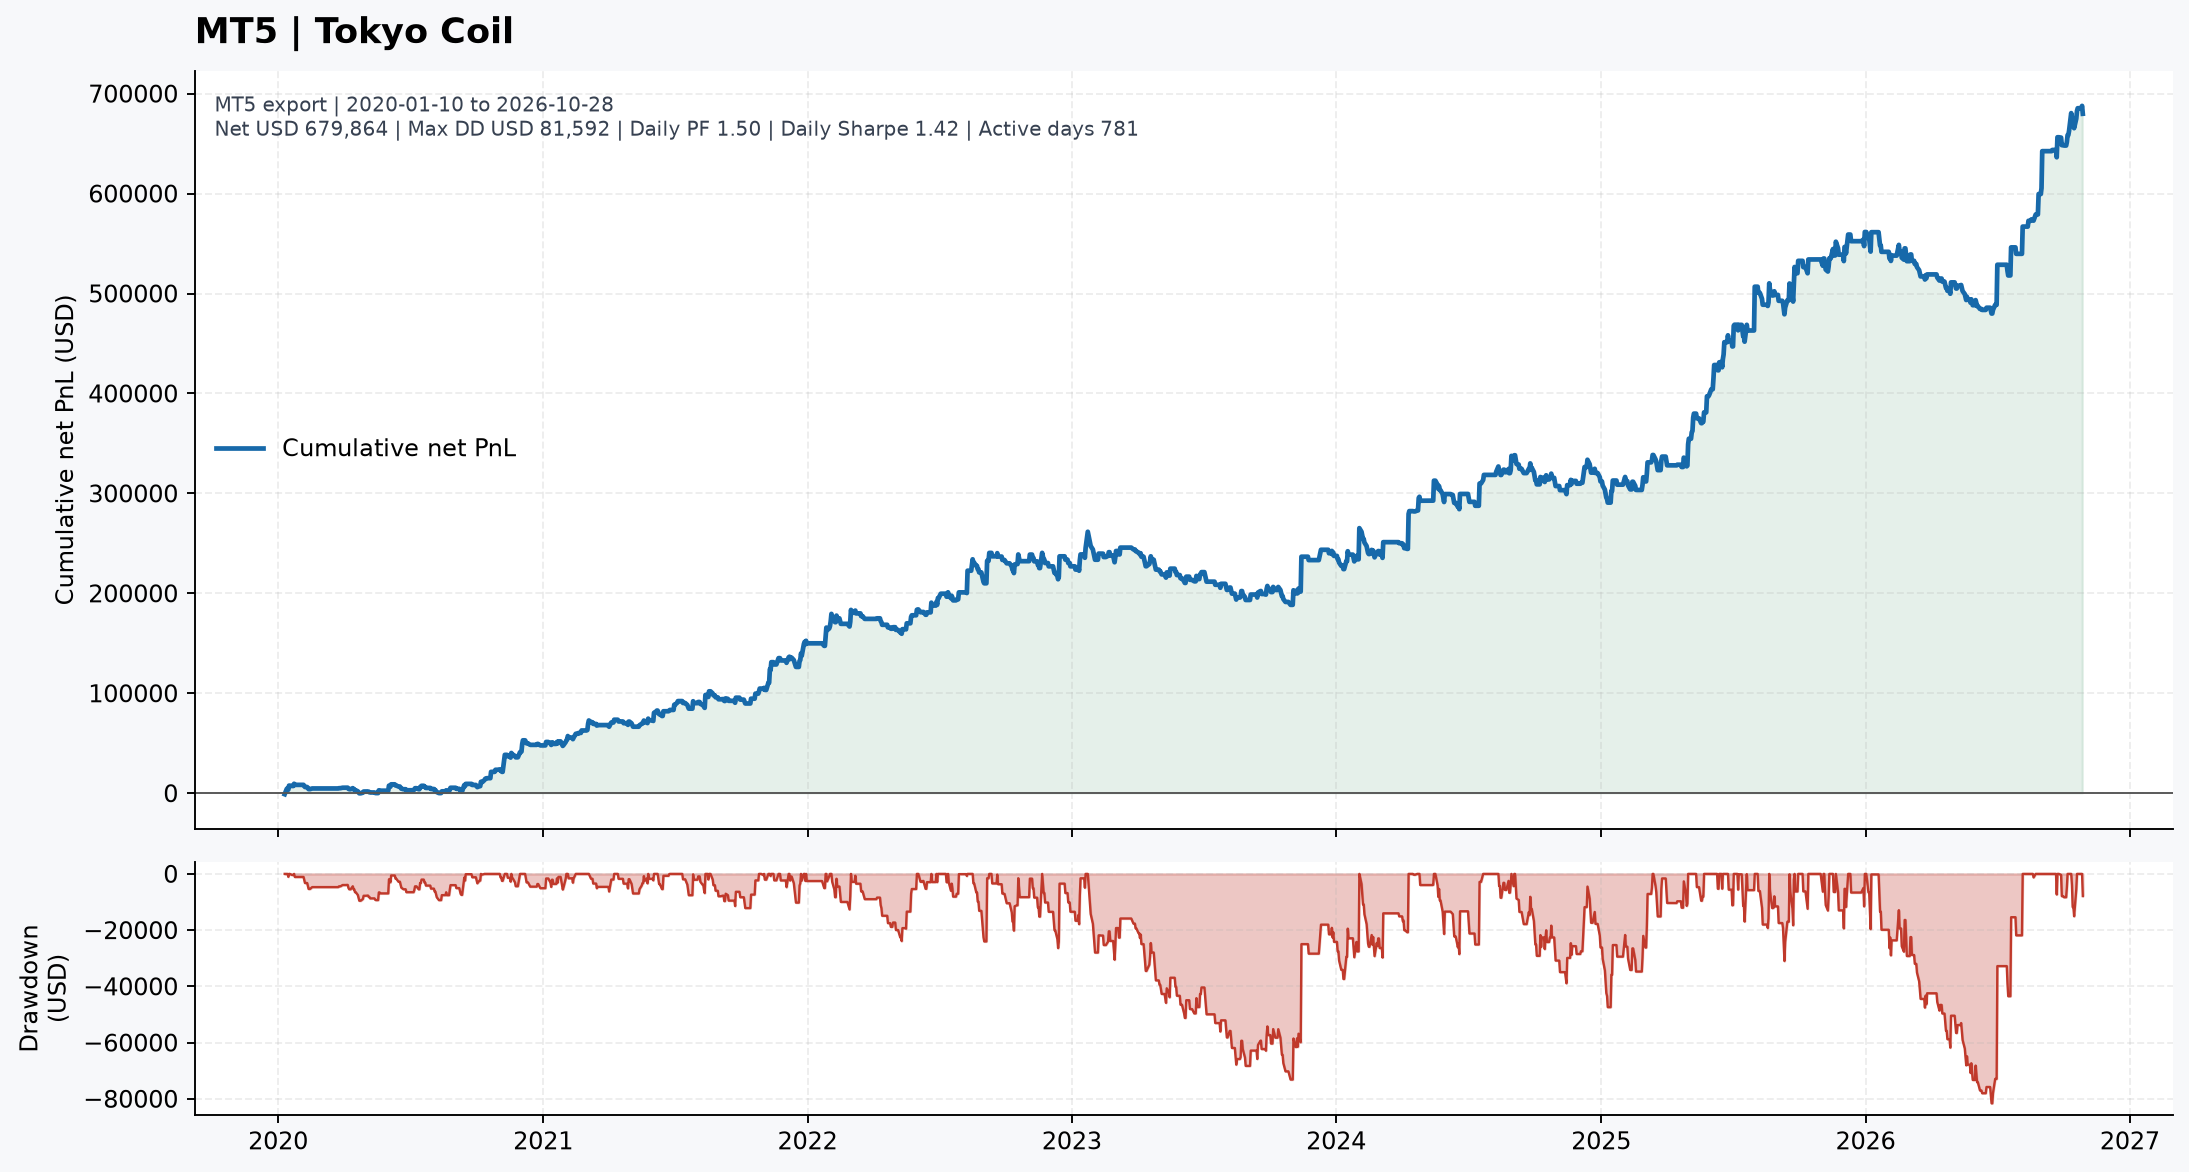 MT5 | Tokyo Coil
MT5 export | 2020-01-10 to 2026-10-28
Net USD 679,864 | Max DD USD 81,592 | Daily PF 1.50 | Daily Sharpe 1.42 | Active days 781
Cumulative net PnL
Cumulative net PnL (USD)
700000
600000
500000
400000
300000
200000
100000
0
Drawdown
(USD)
0
−20000
−40000
−60000
−80000
2020 2021 2022 2023 2024 2025 2026 2027